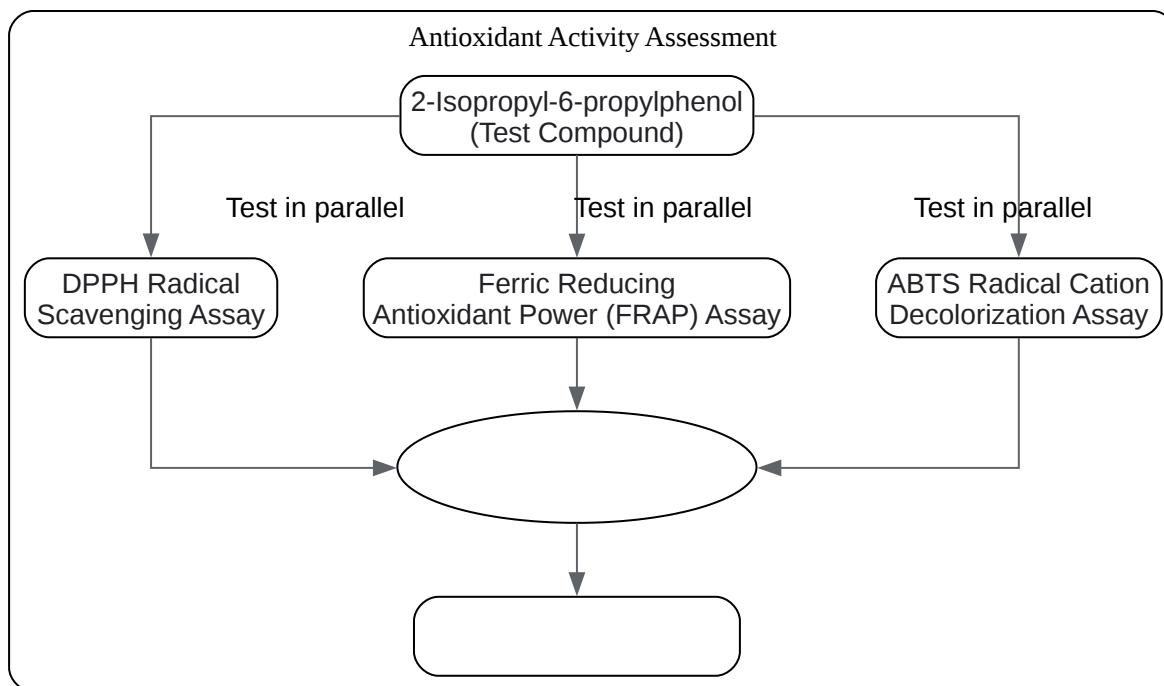 Antioxidant Activity Assessment
2-Isopropyl-6-propylphenol
(Test Compound)
Test in parallel
Test in parallel
Test in parallel
DPPH Radical
Scavenging Assay
Ferric Reducing
Antioxidant Power (FRAP) Assay
ABTS Radical Cation
Decolorization Assay